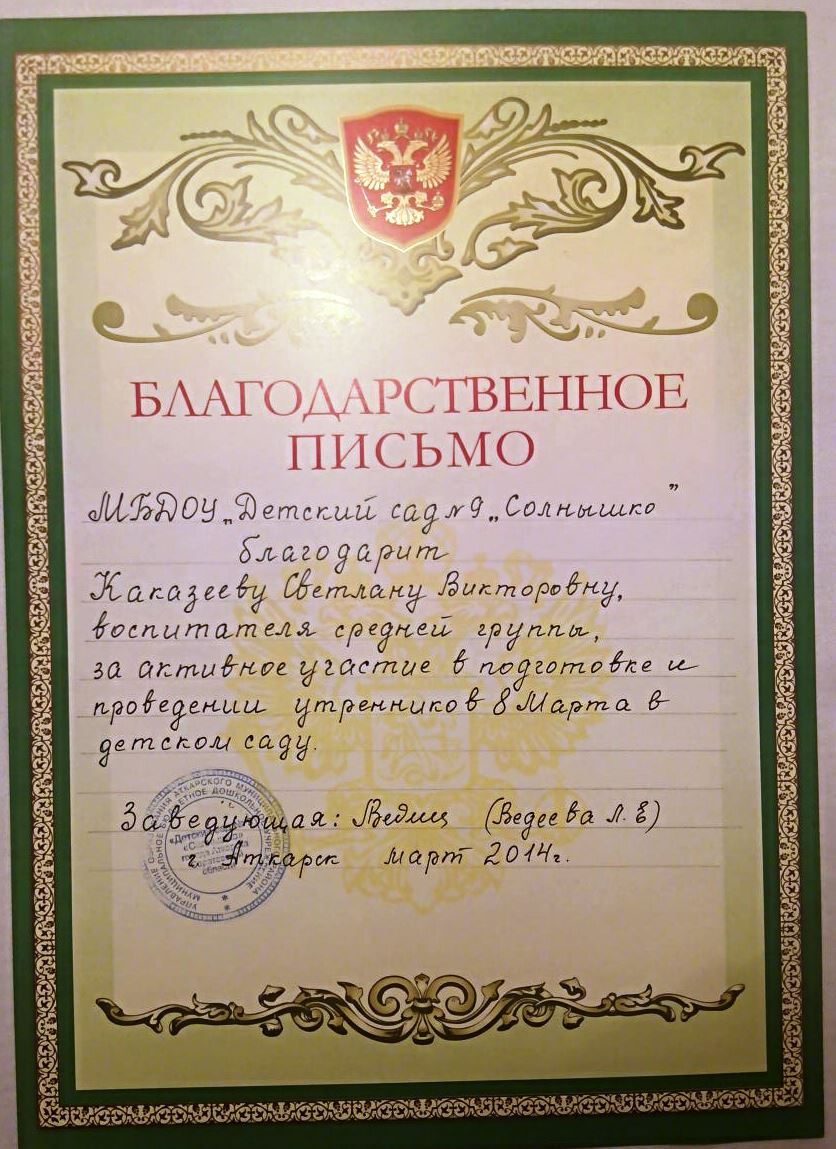 БЛАГОДАРСТВЕННОЕ
ПИСЬМО
МБДОУ „Детский сад №9 „Солнышко"
благодарит
Каказееву Светлану Викторовну,
воспитателя средней группы,
за активное участие в подготовке и
проведении утренников 8 Марта в
детском саду.
Заведующая: (Ведеева Л. Е)
г. Аткарск март 2014г.